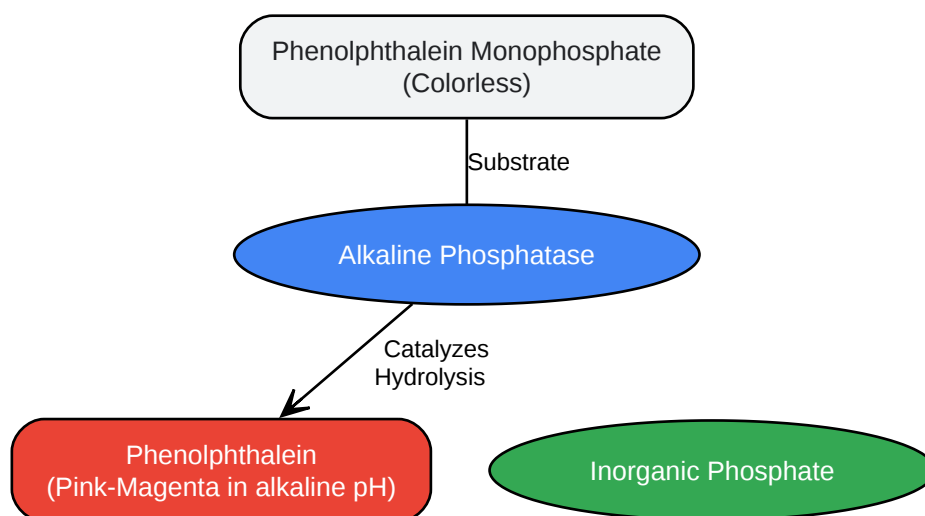 Phenolphthalein Monophosphate
(Colorless)
Substrate
Alkaline Phosphatase
Catalyzes
Hydrolysis
Phenolphthalein
(Pink-Magenta in alkaline pH)
Inorganic Phosphate